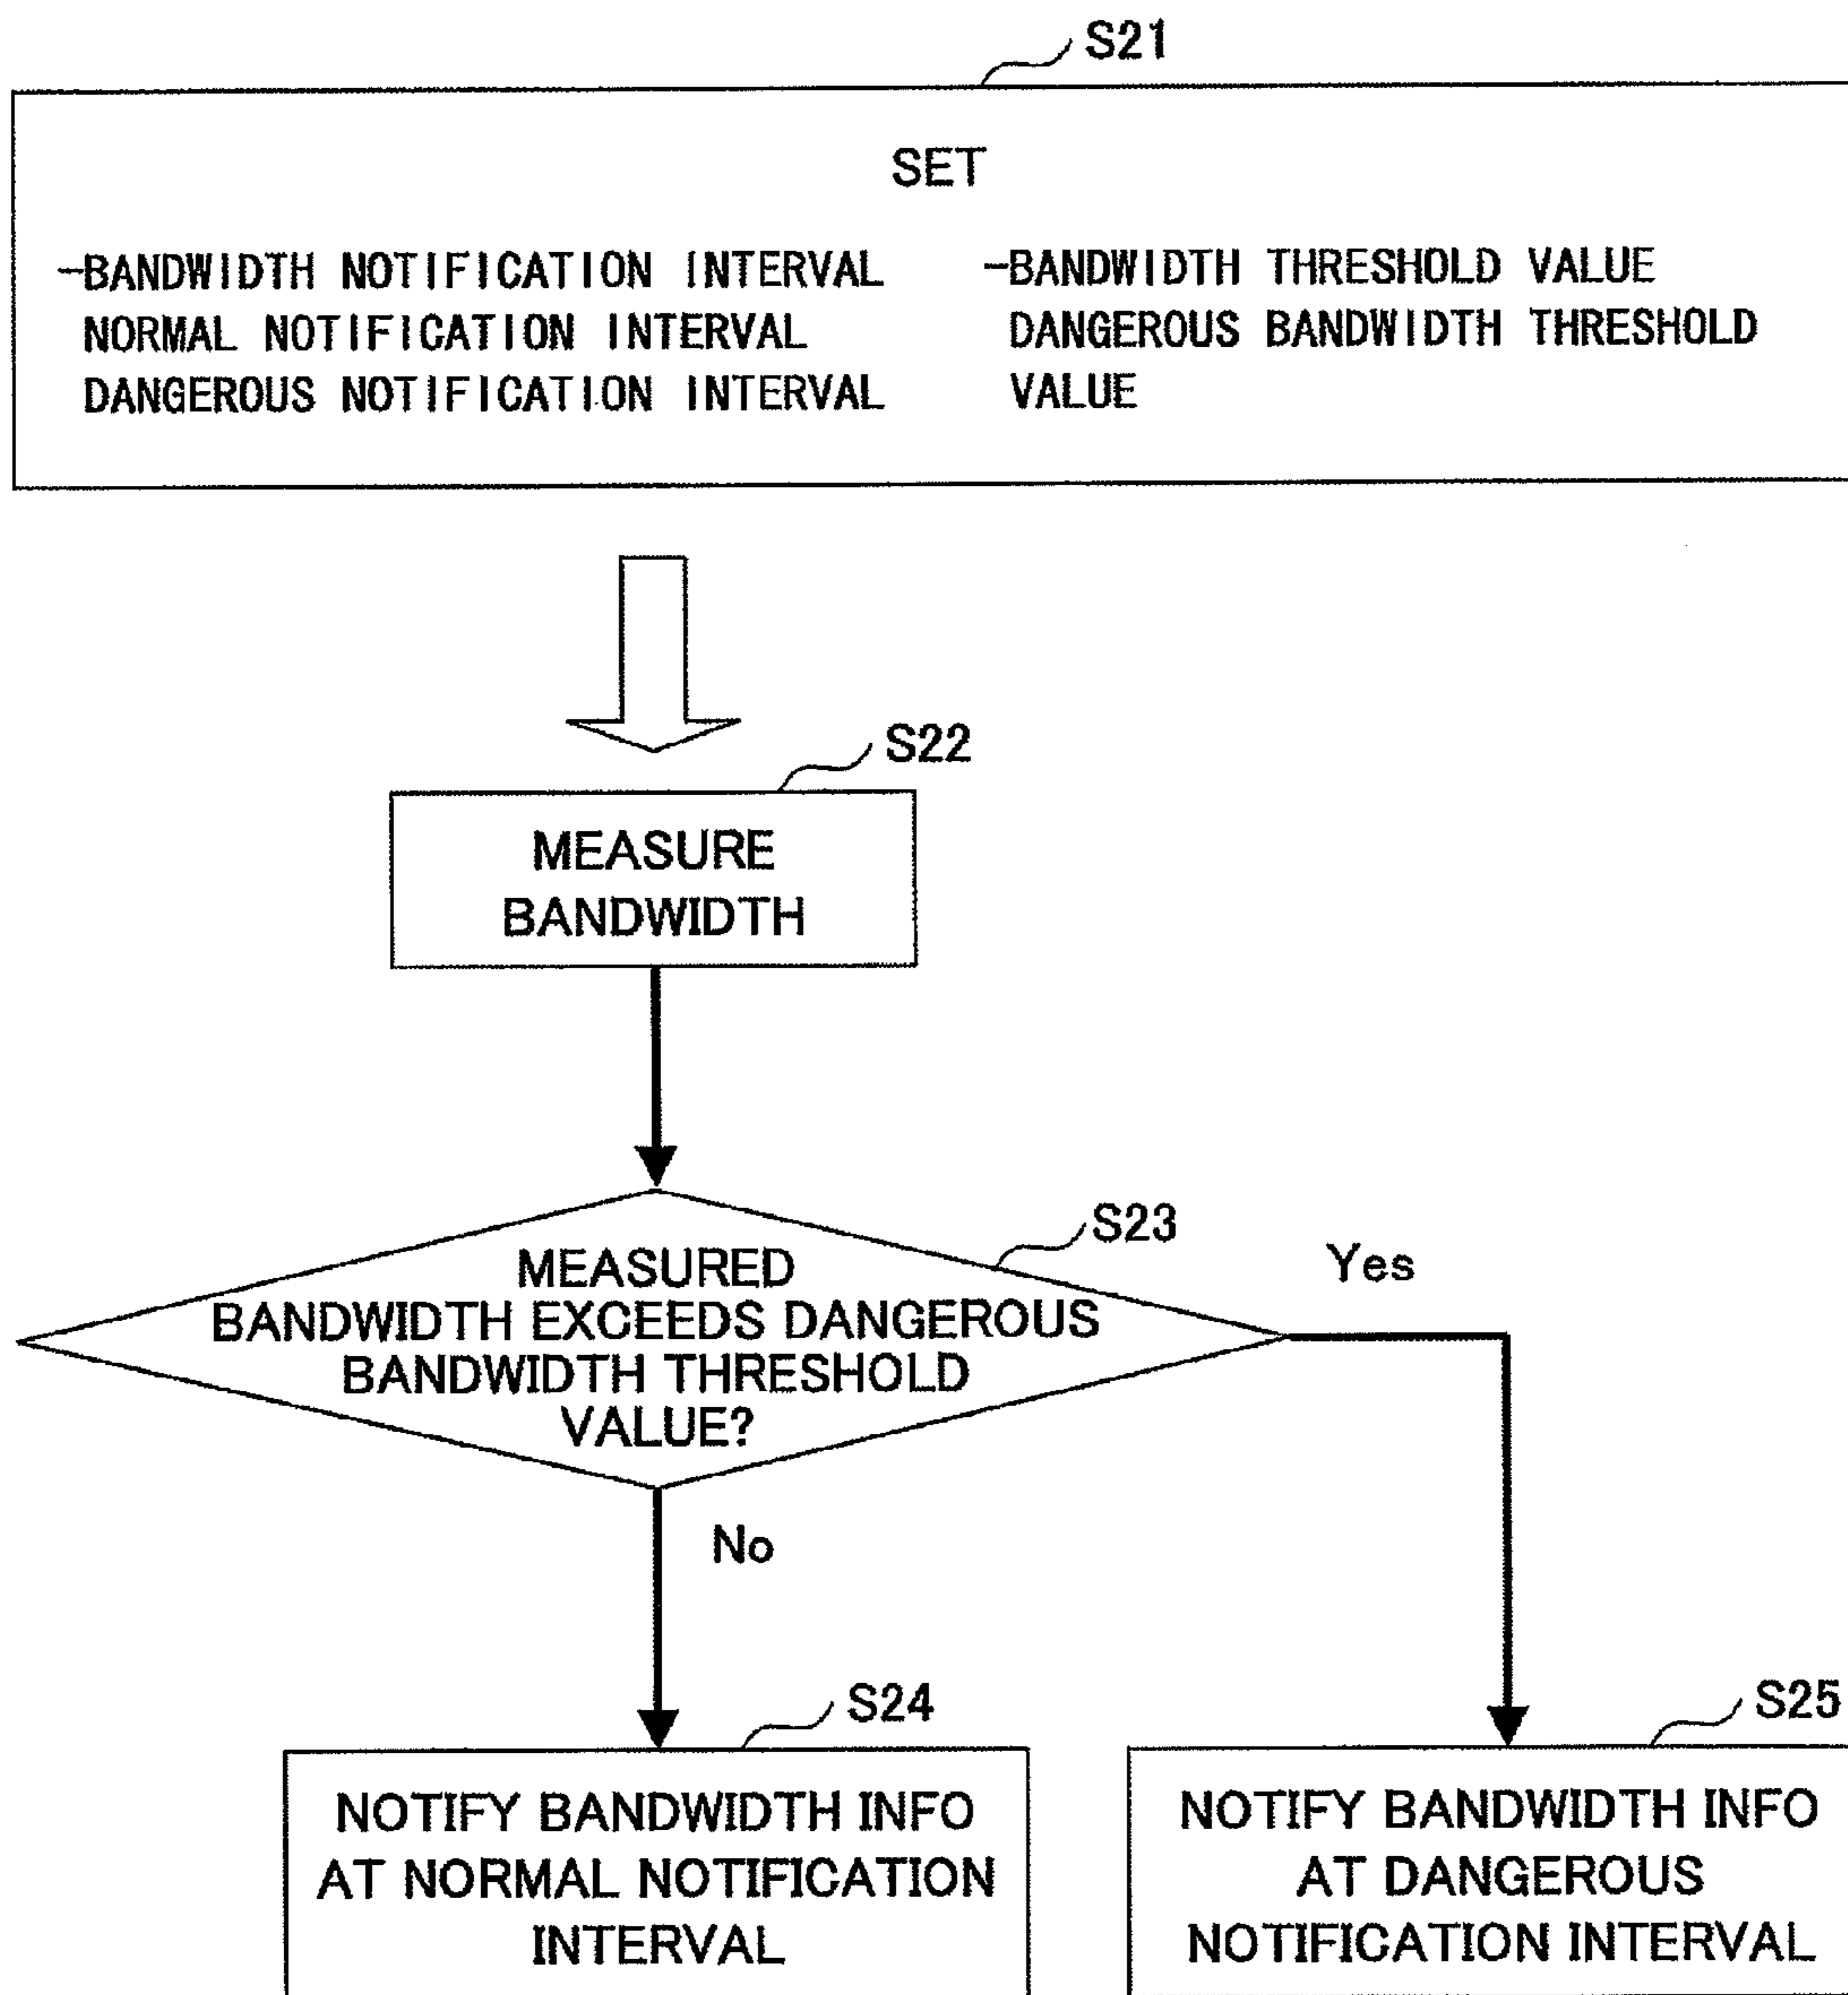 S21
SET
-BANDWIDTH NOTIFICATION INTERVAL
NORMAL NOTIFICATION INTERVAL
DANGEROUS NOTIFICATION INTERVAL
-BANDWIDTH THRESHOLD VALUE
DANGEROUS BANDWIDTH THRESHOLD
VALUE
S22
MEASURE
BANDWIDTH
S23
MEASURED
BANDWIDTH EXCEEDS DANGEROUS
BANDWIDTH THRESHOLD
VALUE?
Yes
No
S24
NOTIFY BANDWIDTH INFO
AT NORMAL NOTIFICATION
INTERVAL
S25
NOTIFY BANDWIDTH INFO
AT DANGEROUS
NOTIFICATION INTERVAL